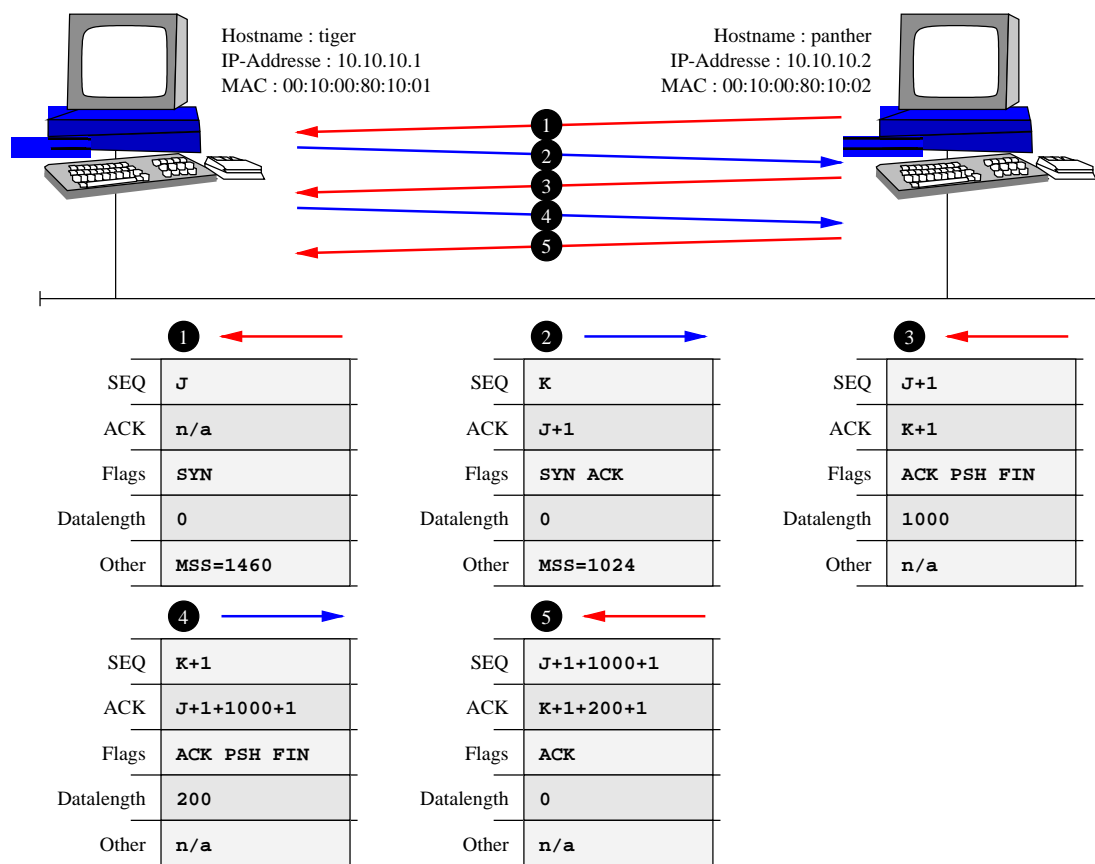 Hostname : tiger
IP-Addresse : 10.10.10.1
MAC : 00:10:00:80:10:01
Hostname : panther
IP-Addresse : 10.10.10.2
MAC : 00:10:00:80:10:02
1
2
3
4
5
1
SEQ J
ACK n/a
Flags SYN
Datalength 0
Other MSS=1460
2
SEQ K
ACK J+1
Flags SYN ACK
Datalength 0
Other MSS=1024
3
SEQ J+1
ACK K+1
Flags ACK PSH FIN
Datalength 1000
Other n/a
4
SEQ K+1
ACK J+1+1000+1
Flags ACK PSH FIN
Datalength 200
Other n/a
5
SEQ J+1+1000+1
ACK K+1+200+1
Flags ACK
Datalength 0
Other n/a